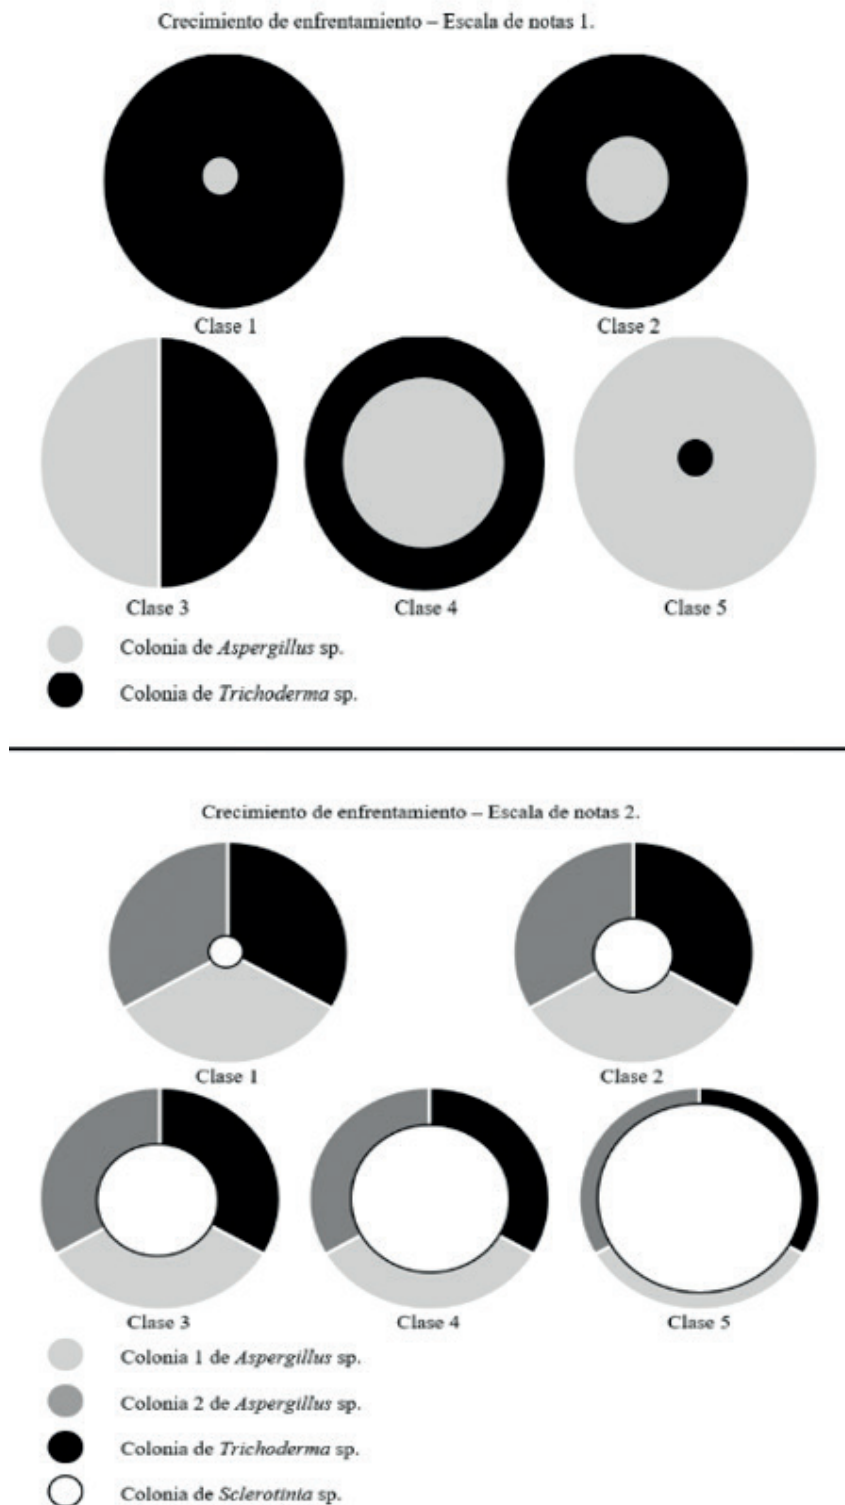 Crecimiento de enfrentamiento – Escala de notas 1.
Clase 1
Clase 2
Clase 3
Clase 4
Clase 5
Colonia de Aspergillus sp.
Colonia de Trichoderma sp.
Crecimiento de enfrentamiento – Escala de notas 2.
Clase 1
Clase 2
Clase 3
Clase 4
Clase 5
Colonia 1 de Aspergillus sp.
Colonia 2 de Aspergillus sp.
Colonia de Trichoderma sp.
Colonia de Sclerotinia sp.